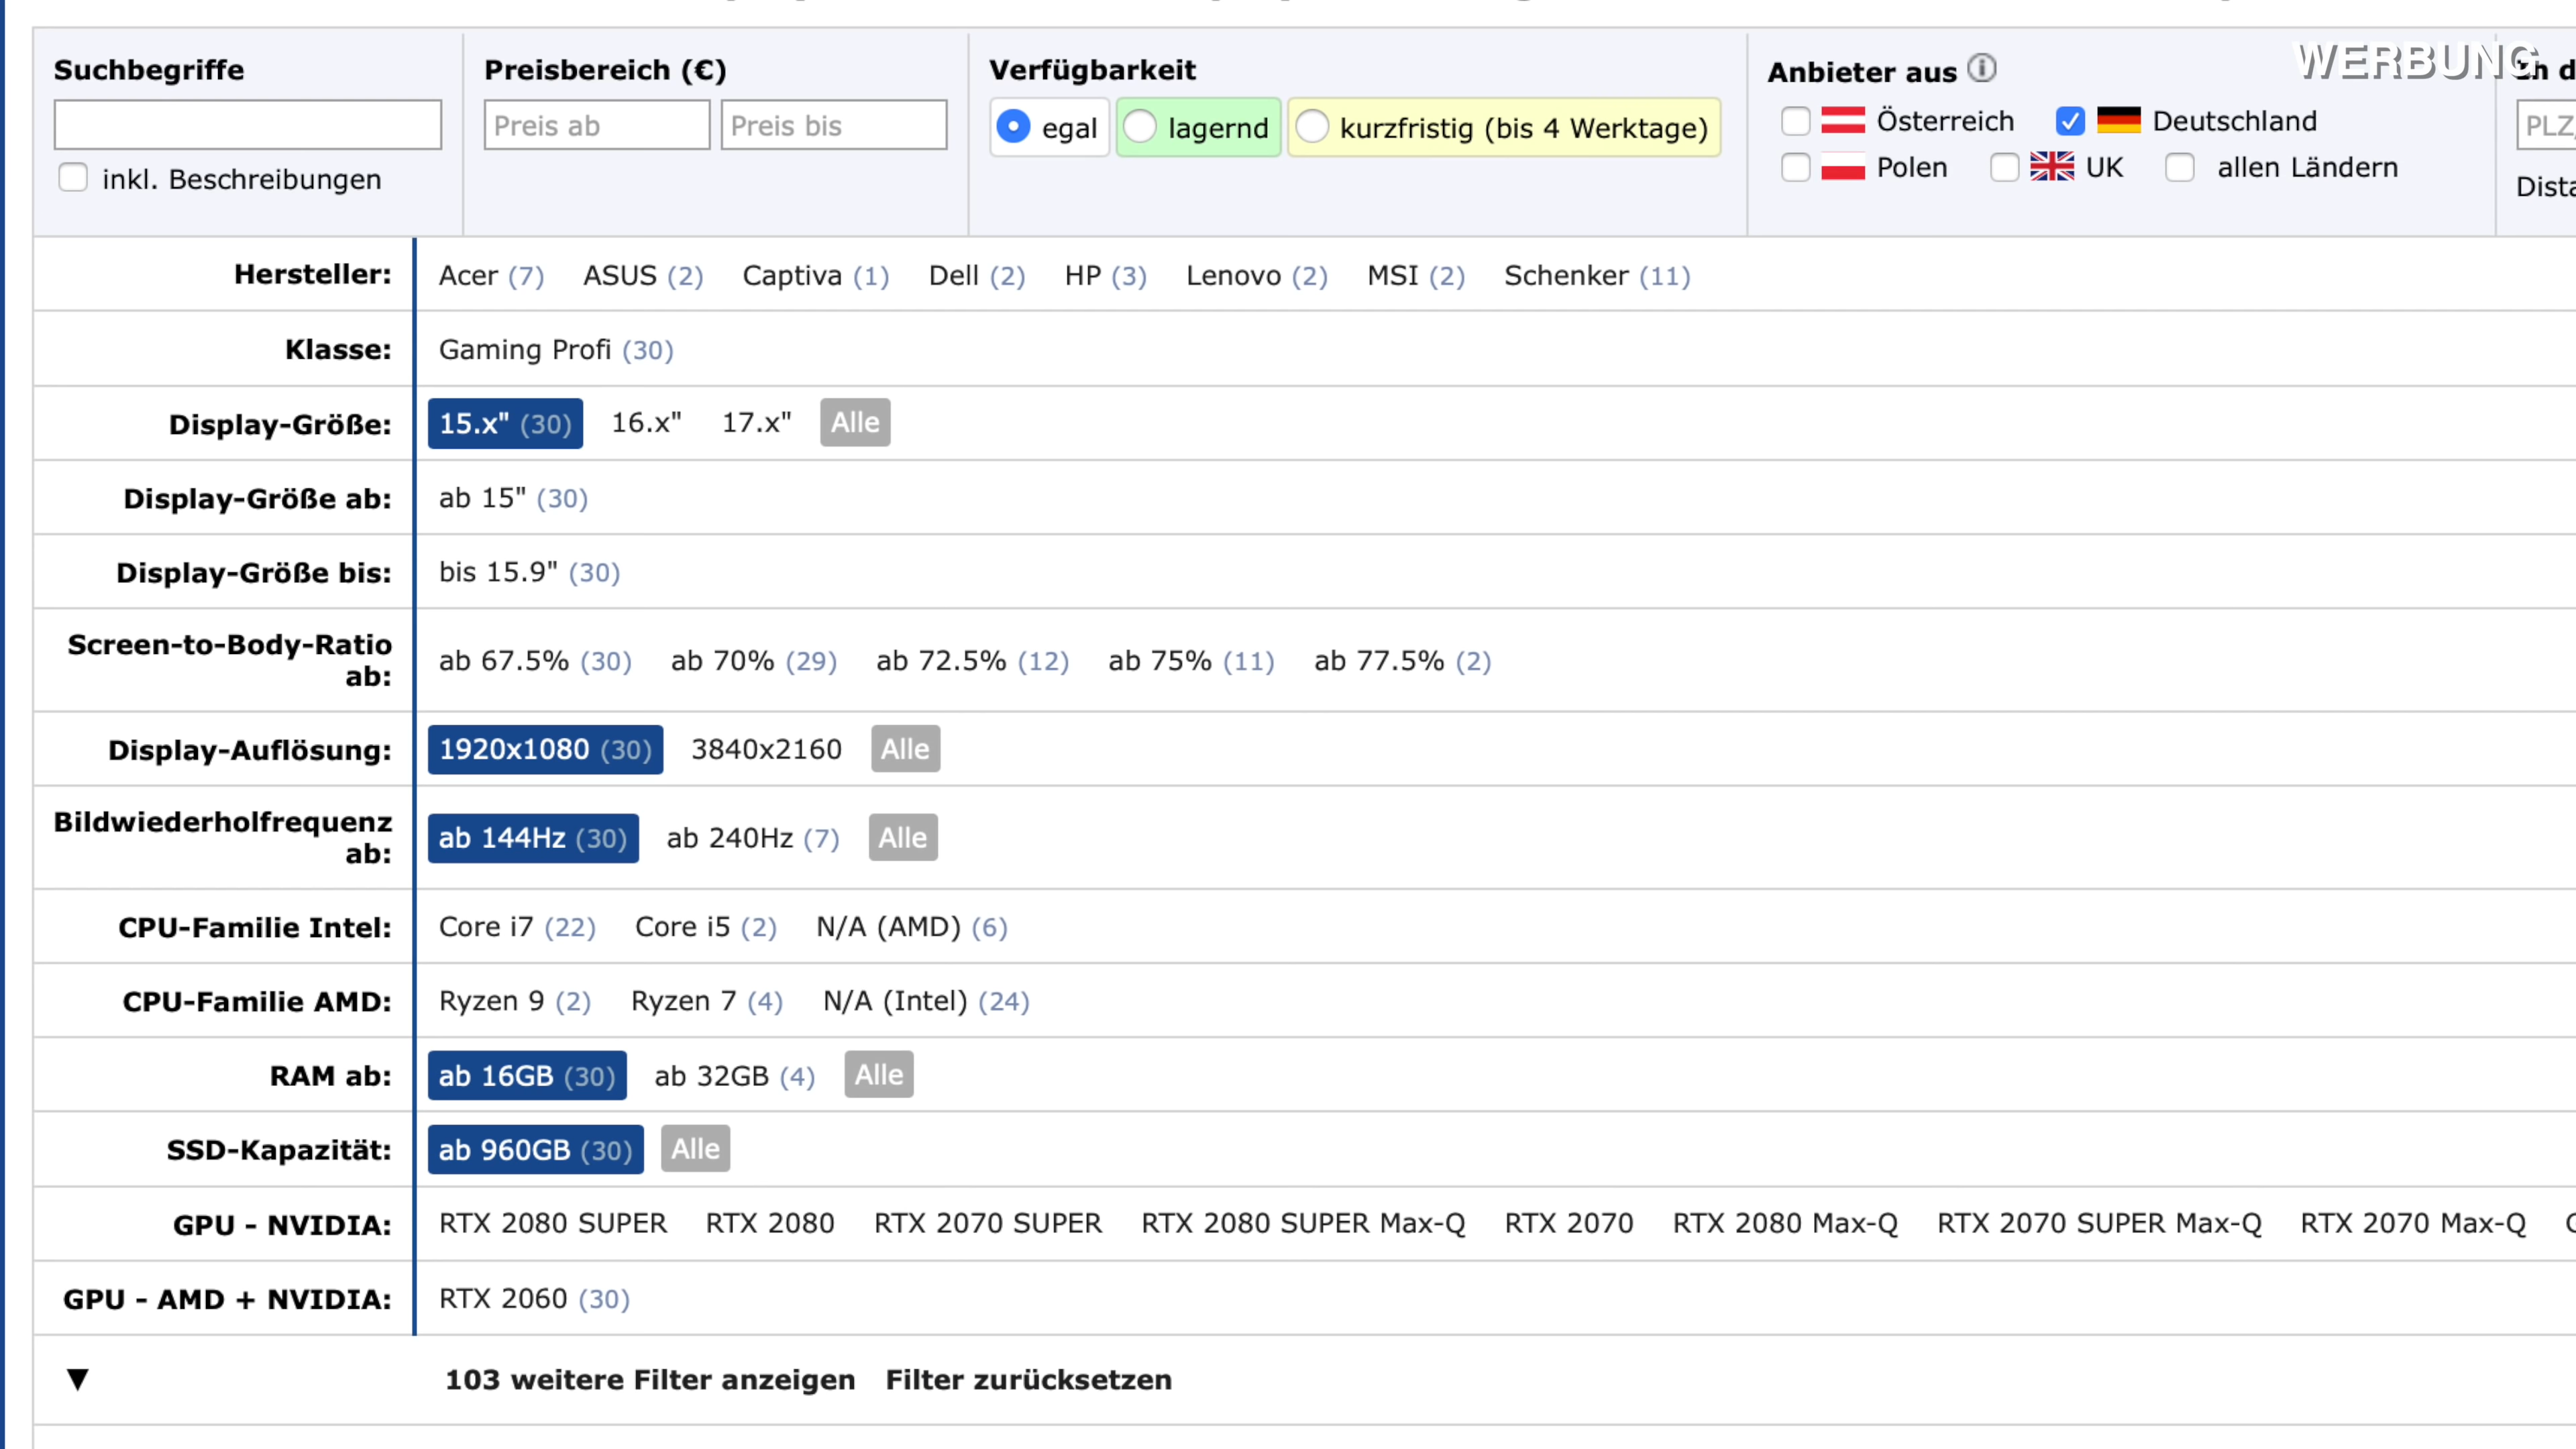 Suchbegriffe Preisbereich (€) Verfügbarkeit Anbieter aus WERBUNG
Preis ab Preis bis egal lagernd kurzfristig (bis 4 Werktage) Österreich Deutschland PLZ
inkl. Beschreibungen Polen UK allen Ländern
Hersteller: Acer (7) ASUS (2) Captiva (1) Dell (2) HP (3) Lenovo (2) MSI (2) Schenker (11)
Klasse: Gaming Profi (30)
Display-Größe: 15.x" (30) 16.x" 17.x" Alle
Display-Größe ab: ab 15" (30)
Display-Größe bis: bis 15.9" (30)
Screen-to-Body-Ratio
ab: ab 67.5% (30) ab 70% (29) ab 72.5% (12) ab 75% (11) ab 77.5% (2)
Display-Auflösung: 1920x1080 (30) 3840x2160 Alle
Bildwiederholfrequenz
ab: ab 144Hz (30) ab 240Hz (7) Alle
CPU-Familie Intel: Core i7 (22) Core i5 (2) N/A (AMD) (6)
CPU-Familie AMD: Ryzen 9 (2) Ryzen 7 (4) N/A (Intel) (24)
RAM ab: ab 16GB (30) ab 32GB (4) Alle
SSD-Kapazität: ab 960GB (30) Alle
GPU - NVIDIA: RTX 2080 SUPER RTX 2080 RTX 2070 SUPER RTX 2080 SUPER Max-Q RTX 2070 RTX 2080 Max-Q RTX 2070 SUPER Max-Q RTX 2070 Max-Q
GPU - AMD + NVIDIA: RTX 2060 (30)
103 weitere Filter anzeigen Filter zurücksetzen